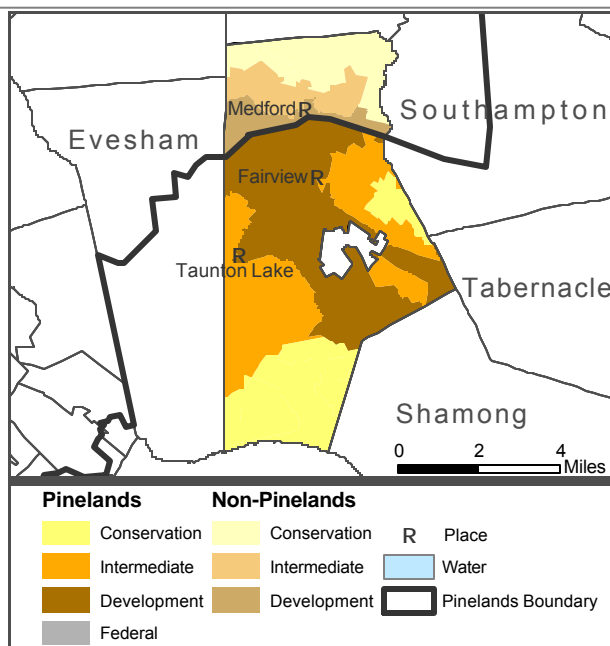 Medford R
Southampton
Evesham
Fairview R
R
Taunton Lake
Tabernacle
Shamong
0 2 4
Miles
Pinelands Non-Pinelands
Conservation Conservation R Place
Intermediate Intermediate Water
Development Development Pinelands Boundary
Federal